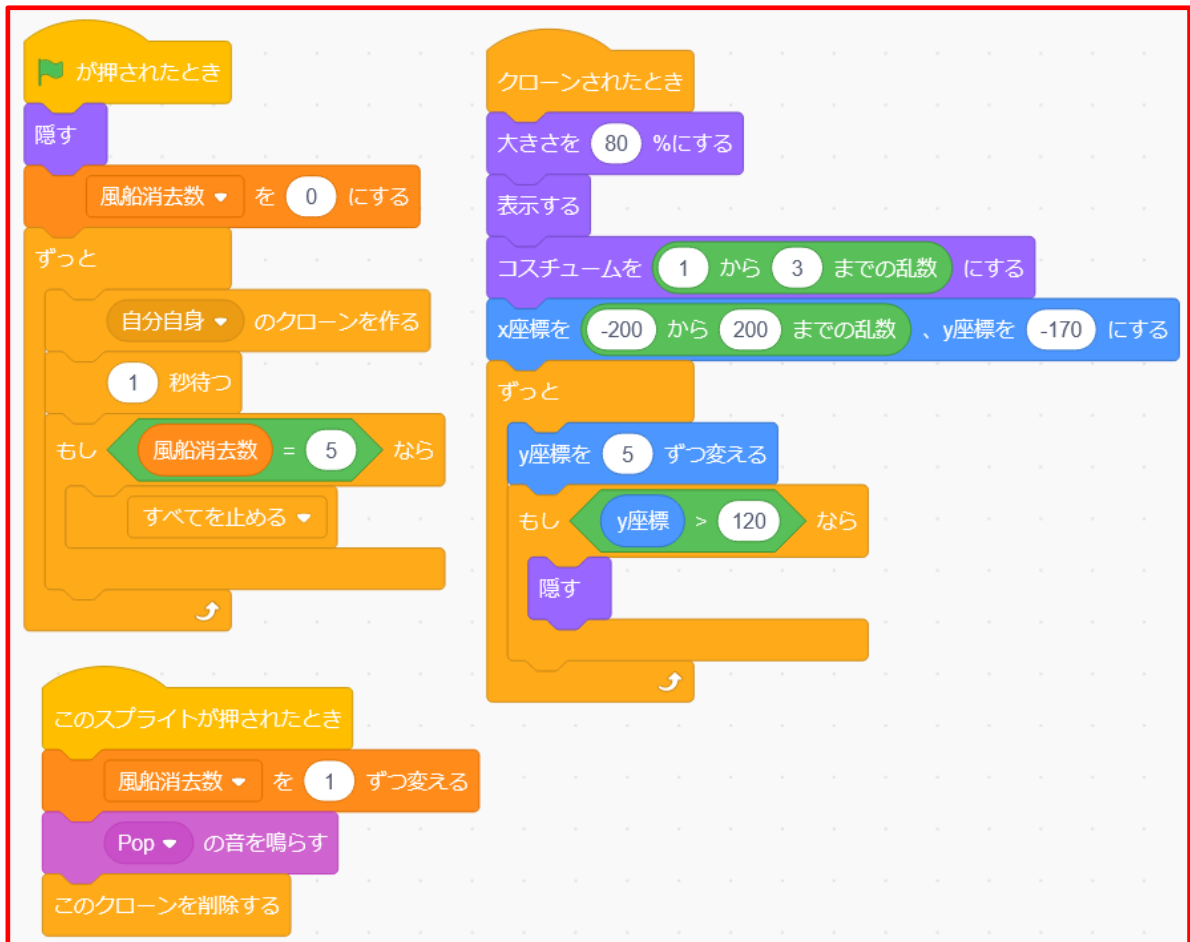 が押されたとき
隠す
風船消去数 を 0 にする
ずっと
自分自身 のクローンを作る
1 秒待つ
もし 風船消去数 = 5 なら
すべてを止める
このスプライトが押されたとき
風船消去数 を 1 ずつ変える
Pop の音を鳴らす
このクローンを削除する
クローンされたとき
大きさを 80 %にする
表示する
コスチュームを 1 から 3 までの乱数 にする
x座標を -200 から 200 までの乱数 、y座標を -170 にする
ずっと
y座標を 5 ずつ変える
もし y座標 > 120 なら
隠す